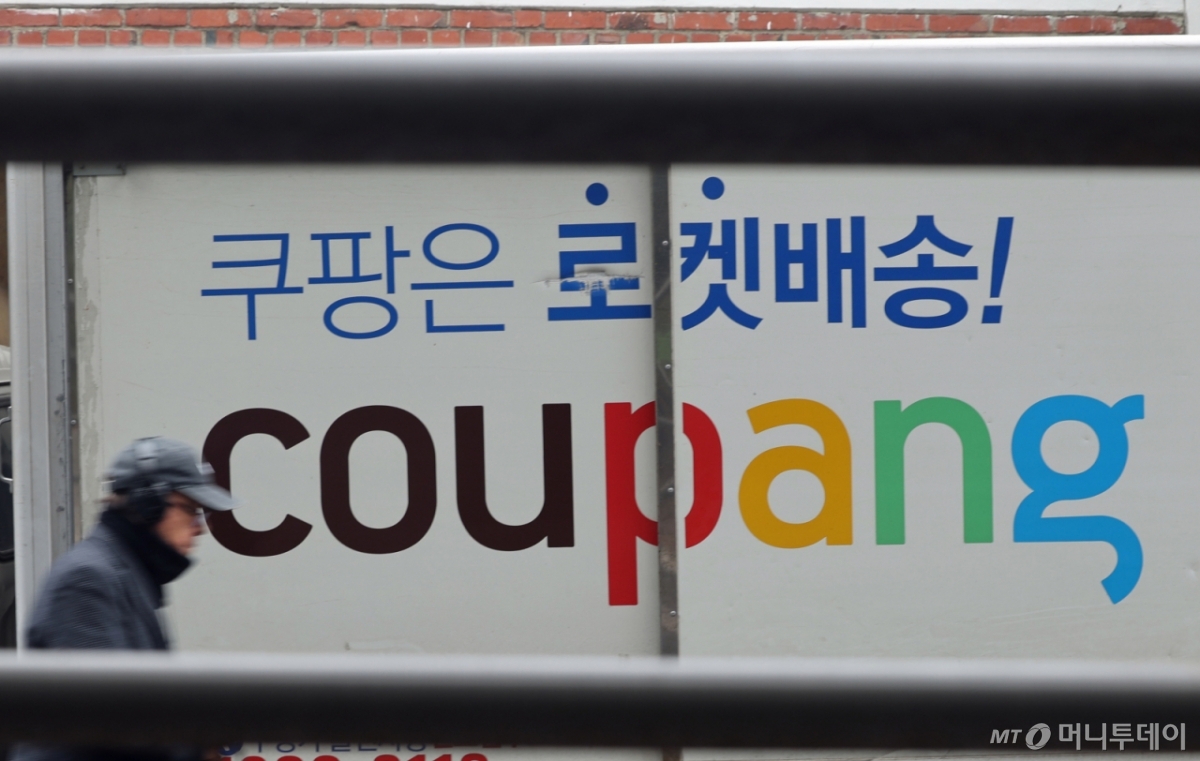 쿠팡은 로켓배송!
coupang
MT 머니투데이